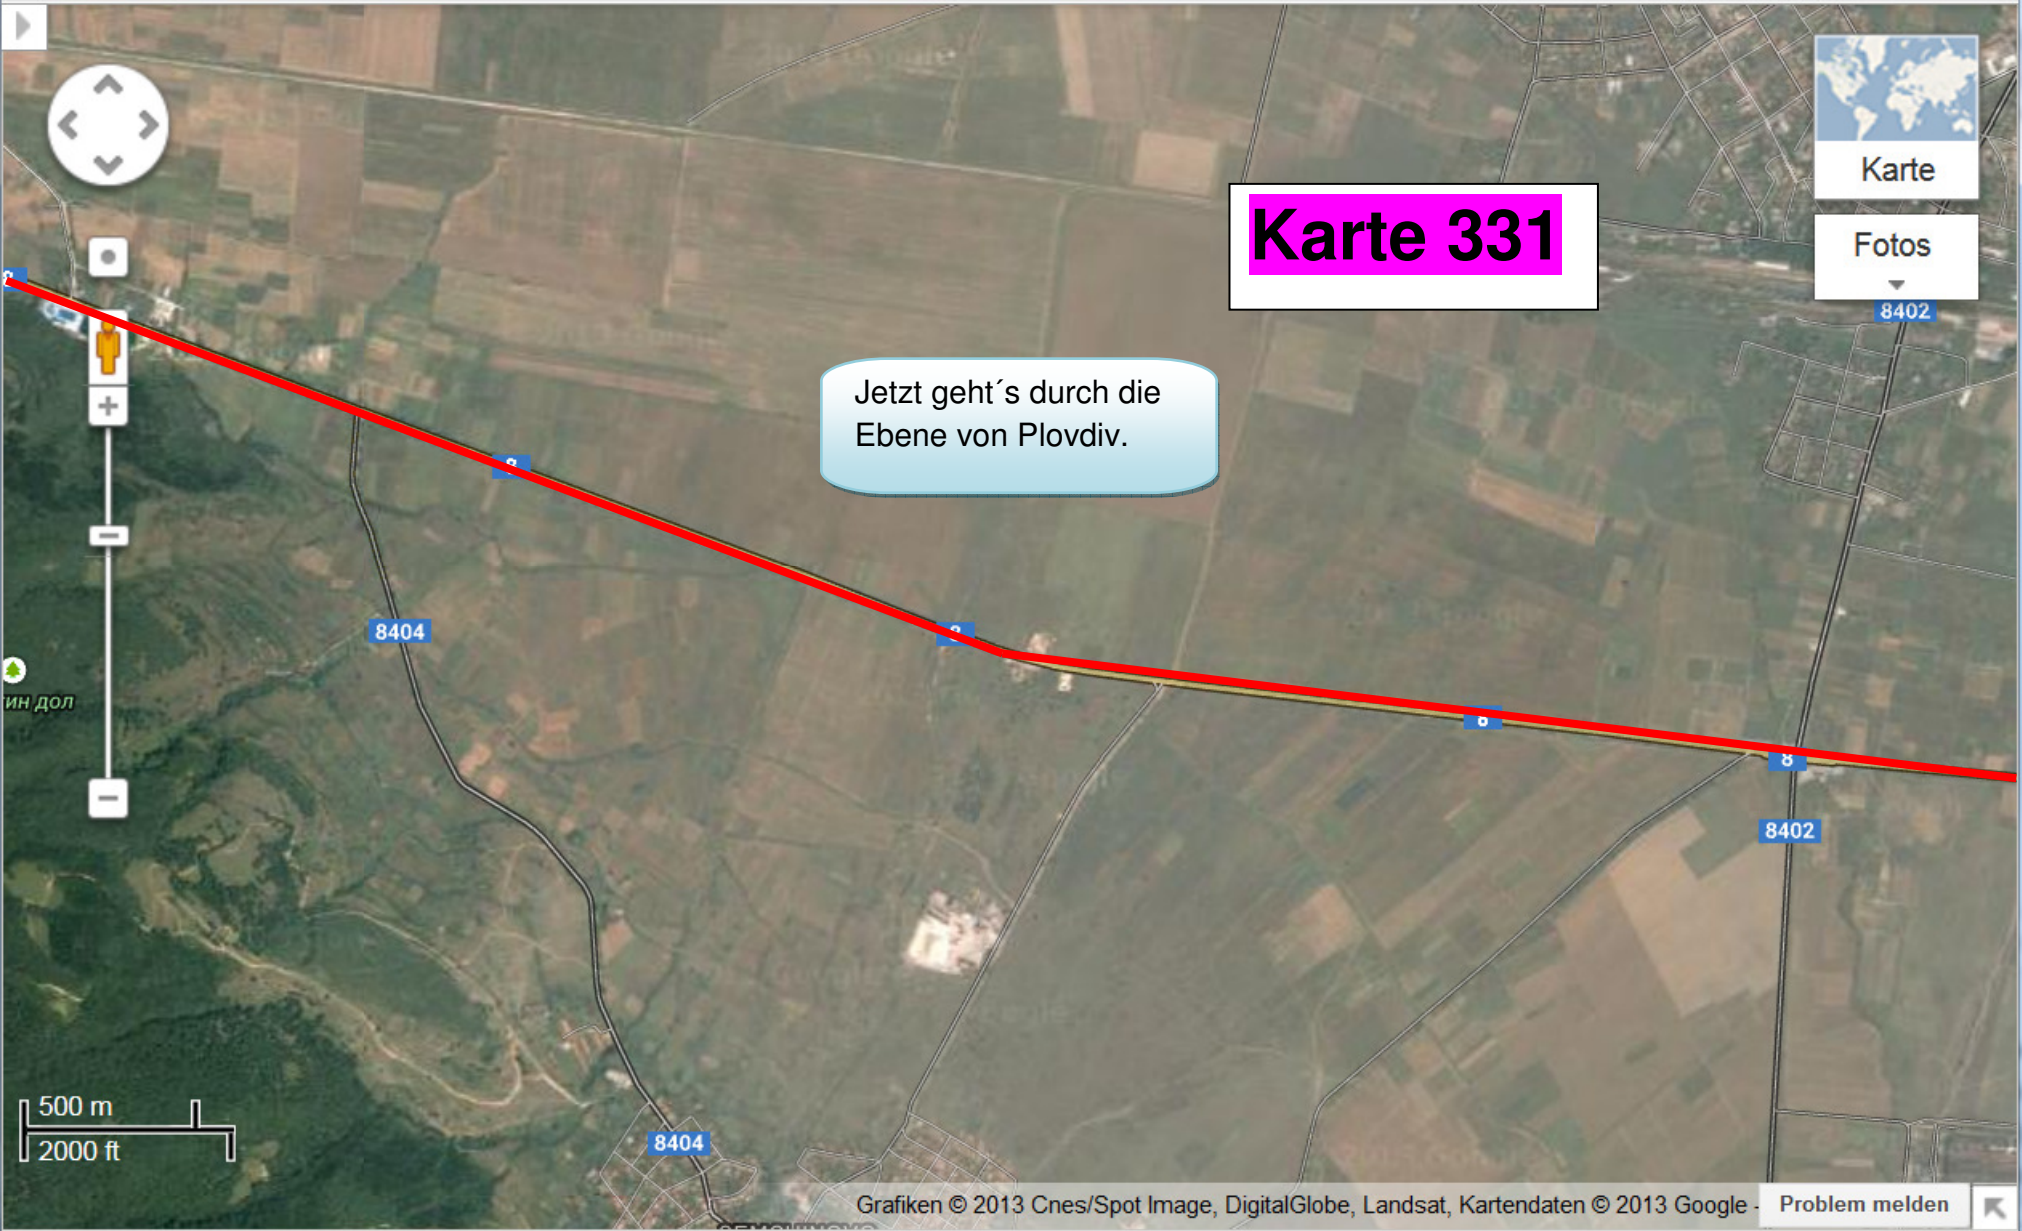 Karte
Karte 331
Fotos
8402
8
Jetzt geht´s durch die
Ebene von Plovdiv.
8
8
8404
ин дол
8
8
8402
500 m
2000 ft
8404
Grafiken © 2013 Cnes/Spot Image, DigitalGlobe, Landsat, Kartendaten © 2013 Google -
Problem melden